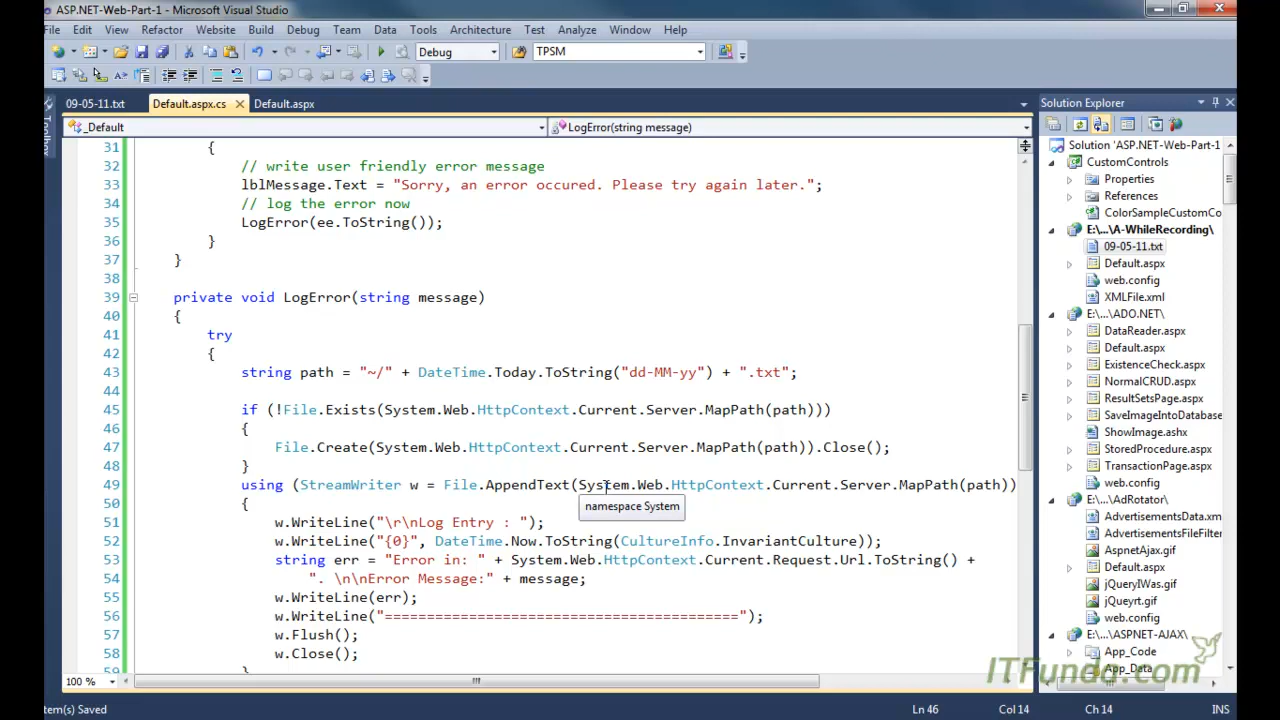 ASP.NET-Web-Part-1 - Microsoft Visual Studio
File Edit View Refactor Website Build Debug Team Data Tools Architecture Test Analyze Window Help
Debug TPSM
09-05-11.txt Default.aspx.cs Default.aspx
Solution Explorer
Toolbox
_Default LogError(string message)
31 {
32 // write user friendly error message
33 lblMessage.Text = "Sorry, an error occured. Please try again later.";
34 // log the error now
35 LogError(ee.ToString());
36 }
37 }
38
39 private void LogError(string message)
40 {
41 try
42 {
43 string path = "~/" + DateTime.Today.ToString("dd-MM-yy") + ".txt";
44
45 if (!File.Exists(System.Web.HttpContext.Current.Server.MapPath(path)))
46 {
47 File.Create(System.Web.HttpContext.Current.Server.MapPath(path)).Close();
48 }
49 using (StreamWriter w = File.AppendText(System.Web.HttpContext.Current.Server.MapPath(path))
namespace System
50 {
51 w.WriteLine("\r\nLog Entry : ");
52 w.WriteLine("{0}", DateTime.Now.ToString(CultureInfo.InvariantCulture));
53 string err = "Error in: " + System.Web.HttpContext.Current.Request.Url.ToString() +
54 ". \n\nError Message:" + message;
55 w.WriteLine(err);
56 w.WriteLine("==========================================");
57 w.Flush();
58 w.Close();
59 }
100 %
Solution 'ASP.NET-Web-Part-1
CustomControls
Properties
References
ColorSampleCustomCo
E:\...\A-WhileRecording\
09-05-11.txt
Default.aspx
web.config
XMLFile.xml
E:\...\ADO.NET\
DataReader.aspx
Default.aspx
ExistenceCheck.aspx
NormalCRUD.aspx
ResultSetsPage.aspx
SaveImageIntoDatabase
ShowImage.ashx
StoredProcedure.aspx
TransactionPage.aspx
E:\...\AdRotator\
AdvertisementsData.xm
AdvertisementsFileFilter
AspnetAjax.gif
Default.aspx
jQueryIWas.gif
jQueyrt.gif
web.config
E:\...\ASPNET-AJAX\
App_Code
App_Data
ITFunda.com
Item(s) Saved Ln 46 Col 14 Ch 14 INS